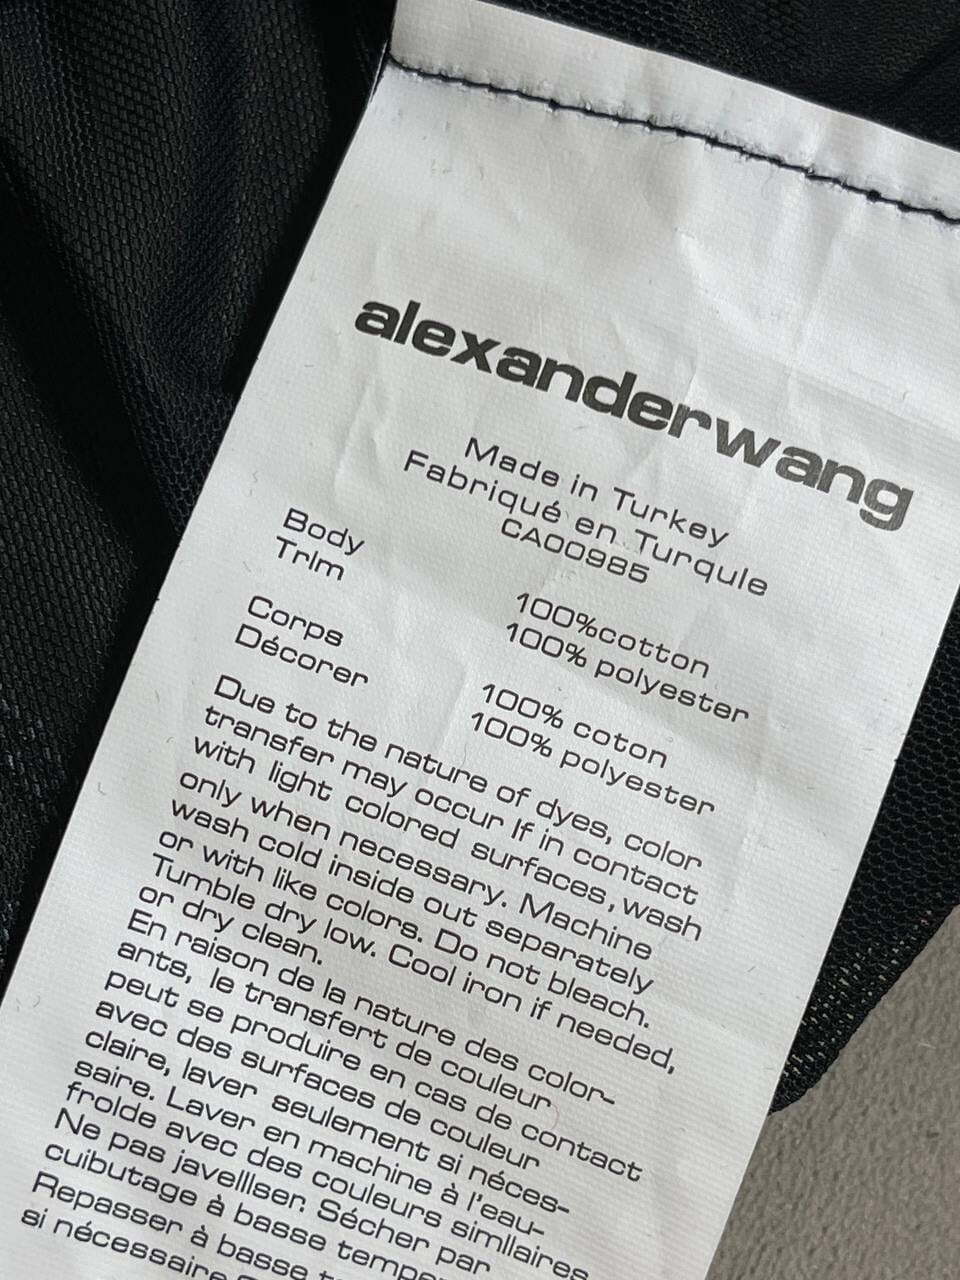 alexanderwang
Made in Turkey
Fabriqué en Turqule
CA00985
Body 100%cotton
TrIm 100% polyester
Corps 100% coton
Décorer 100% polyester
Due to the nature of dyes, color
transfer may occur If in contact
with light colored surfaces, wash
only when necessary. Machine
wash cold inside out separately
or with like colors. Do not bleach.
Tumble dry low. Cool iron if needed,
or dry clean.
En raison de la nature des color-
ants, le transfert de couleur
peut se produire en cas de contact
avec des surfaces de couleur
claire, laver seulement si néces-
saire. Laver en machine à l'eau-
froIde avec des couleurs simIlaires
Ne pas javellIser. Sécher par
cuIbutage à basse
Repasser à basse
si nécessaire